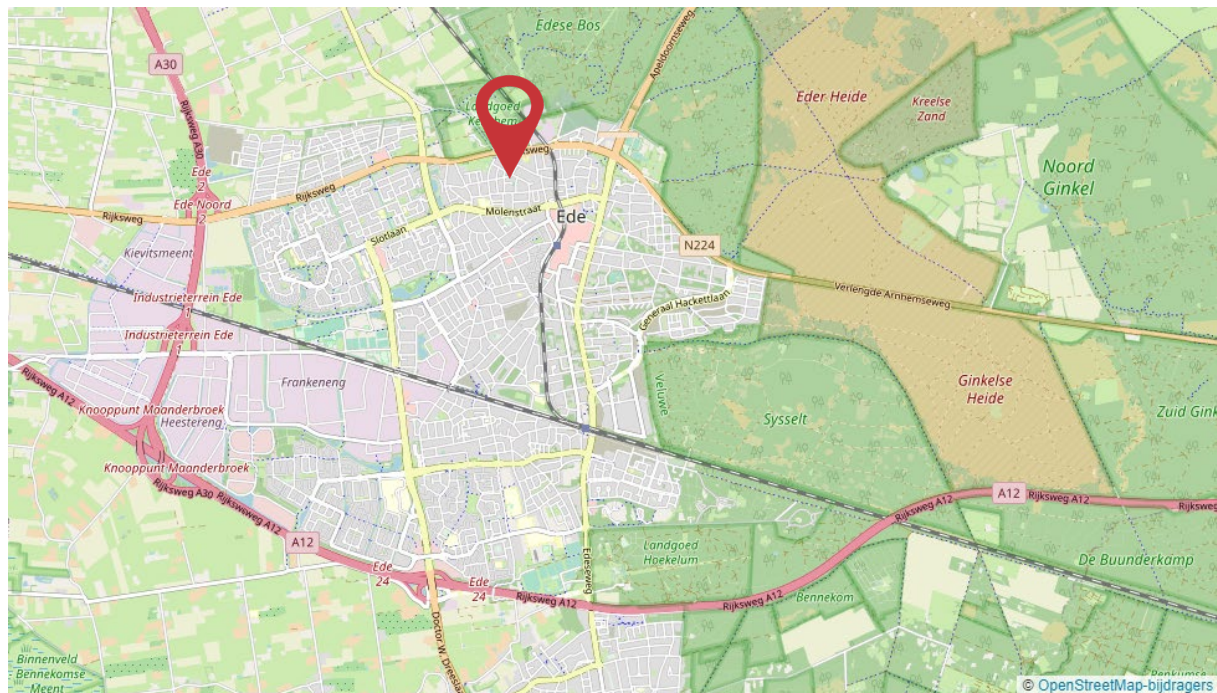 Edese Bos
A30
Apeldoornseweg
Eder Heide
Kreelse
Zand
Landgoed
Rijksweg A30
Noord
Ginkel
Ede
2
Ede Noord
2
Rijksweg
Rijksweg
Molenstraat
Ede
Slotlaan
N224
Kievitsmeent
Verlengde Arnhemseweg
Industrieterrein Ede
1
Generaal Hackettlaan
Industrieterrein Ede
1
Rijksweg A12
Frankeneng
Veluwe
Ginkelse
Heide
Sysselt
Zuid Gink
Knooppunt Maanderbroek
Heestereng
Knooppunt Maanderbroek
Rijksweg A30
Rijksweg A12
A12
Rijksweg A12
Rijksweg
Rijksweg A12
A12
Landgoed
Hoekelum
De Buunderkamp
Ede
24
Ede
24
Edeseweg
Rijksweg A12
Rijksweg A12
Bennekom
Doctor W. Dreeslaa
Binnenveld
Bennekomse
Meent
© OpenStreetMap-bijdragers